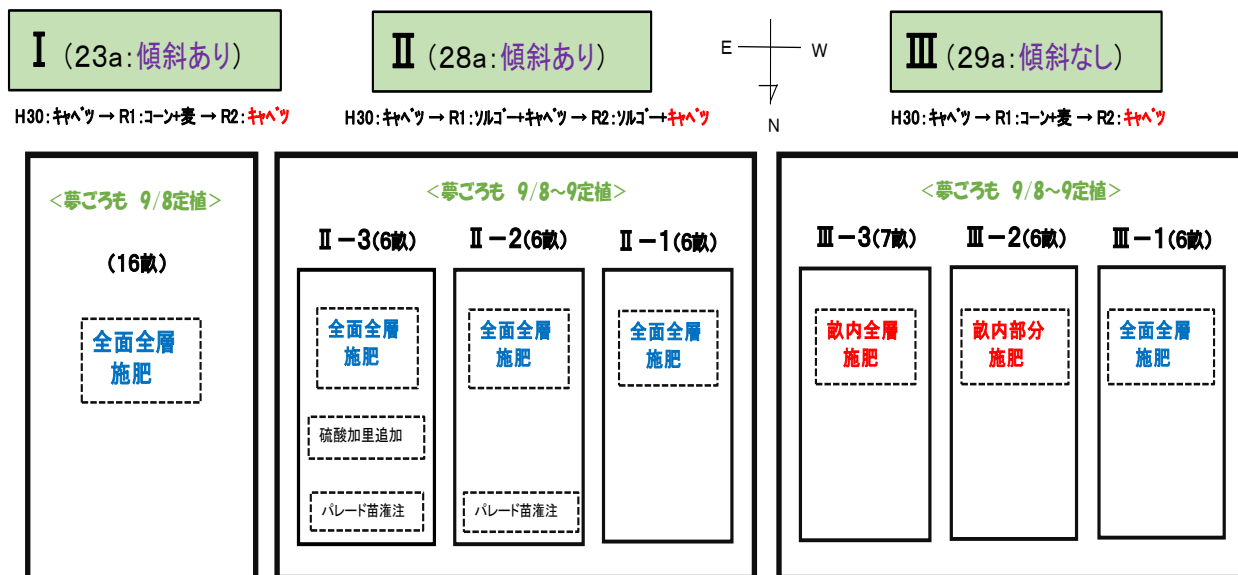 Ⅰ（23a：傾斜あり）
H30：ｷｬﾍﾞﾂ → R1：ｺｰﾝ+麦 → R2：ｷｬﾍﾞﾂ
<夢ごろも 9/8定植>
(16畝)
全面全層
施肥
Ⅱ（28a：傾斜あり）
H30：ｷｬﾍﾞﾂ → R1：ｿﾙｺﾞｰ+ｷｬﾍﾞﾂ → R2：ｿﾙｺﾞｰ+ｷｬﾍﾞﾂ
<夢ごろも 9/8~9定植>
Ⅱ－3(6畝)
全面全層
施肥
硫酸加里追加
パレード苗潅注
Ⅱ－2(6畝)
全面全層
施肥
パレード苗潅注
Ⅱ－1(6畝)
全面全層
施肥
E
W
N
Ⅲ（29a：傾斜なし）
H30：ｷｬﾍﾞﾂ → R1：ｺｰﾝ+麦 → R2：ｷｬﾍﾞﾂ
<夢ごろも 9/8~9定植>
Ⅲ－3(7畝)
畝内全層
施肥
Ⅲ－2(6畝)
畝内部分
施肥
Ⅲ－1(6畝)
全面全層
施肥